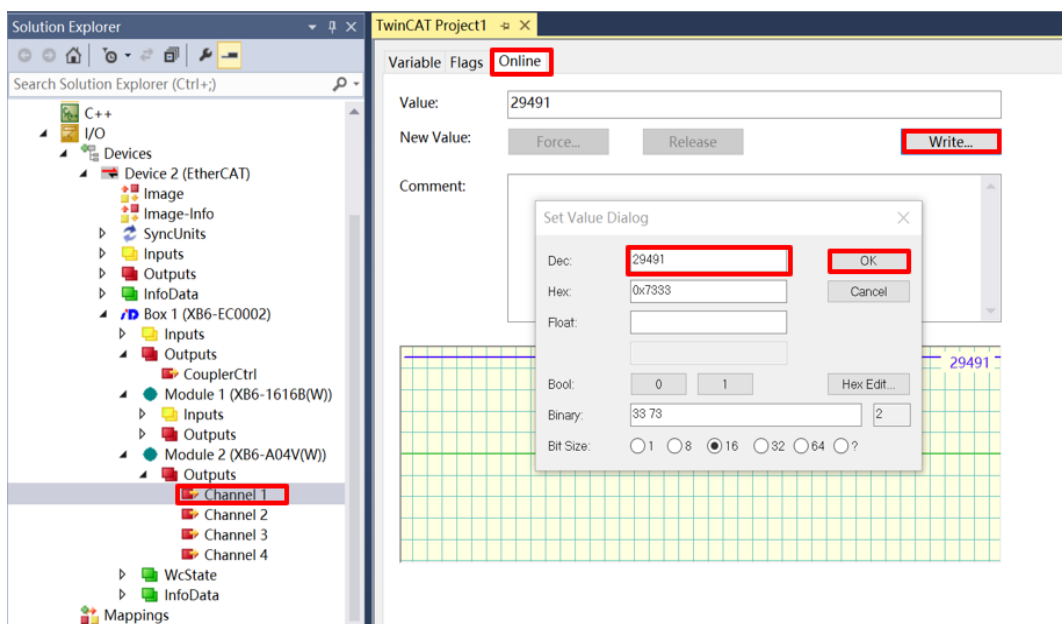 Solution Explorer
Search Solution Explorer (Ctrl+;)
C++
I/O
Devices
Device 2 (EtherCAT)
Image
Image-Info
SyncUnits
Inputs
Outputs
InfoData
Box 1 (XB6-EC0002)
Inputs
Outputs
CouplerCtrl
Module 1 (XB6-1616B(W))
Inputs
Outputs
Module 2 (XB6-A04V(W))
Outputs
Channel 1
Channel 2
Channel 3
Channel 4
WcState
InfoData
Mappings
TwinCAT Project1
Variable Flags Online
Value: 29491
New Value: Force... Release Write...
Comment:
Set Value Dialog
Dec: 29491 OK
Hex: 0x7333 Cancel
Float:
Bool: 0 1 Hex Edit...
Binary: 33 73 2
Bit Size: 1 8 16 32 64 ?
29491